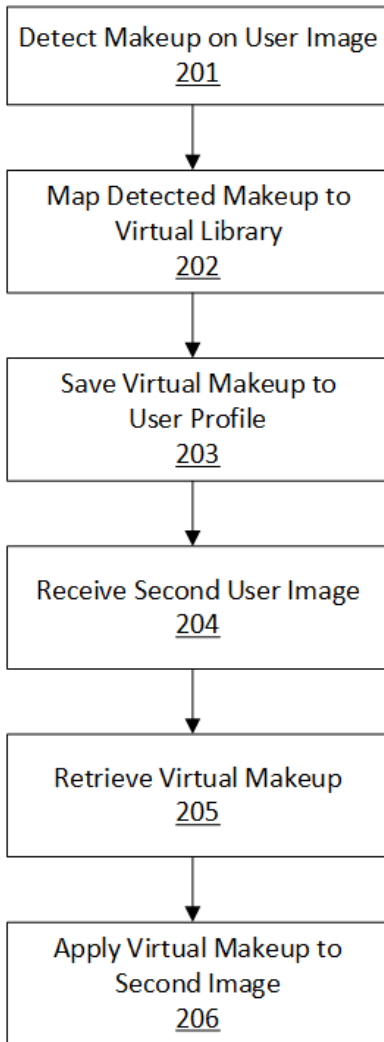 Detect Makeup on User Image
201
Map Detected Makeup to
Virtual Library
202
Save Virtual Makeup to
User Profile
203
Receive Second User Image
204
Retrieve Virtual Makeup
205
Apply Virtual Makeup to
Second Image
206